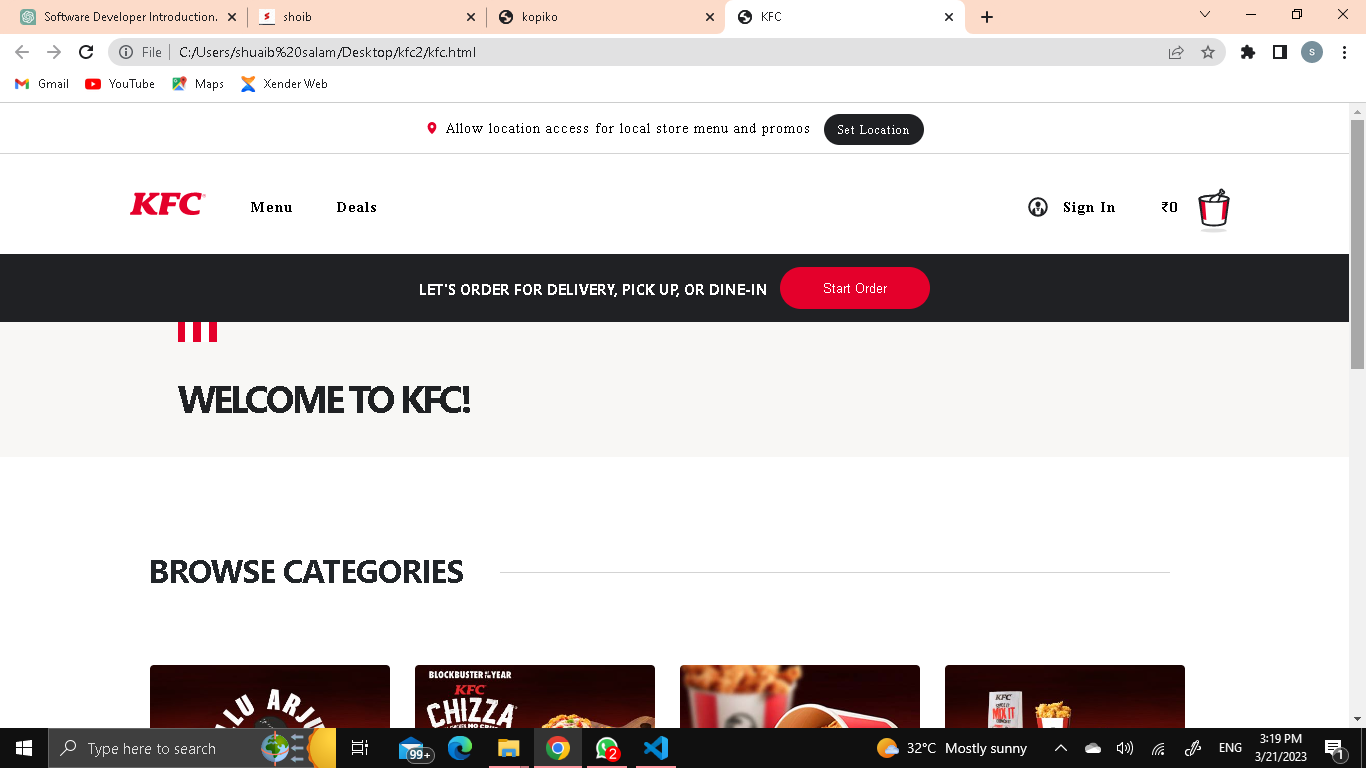 Software Developer Introduction.
shoib
kopiko
KFC
File
C:/Users/shuaib%20salam/Desktop/kfc2/kfc.html
S
Gmail
YouTube
Maps
Xender Web
Allow location access for local store menu and promos
Set Location
KFC
Menu
Deals
Sign In
₹0
LET'S ORDER FOR DELIVERY, PICK UP, OR DINE-IN
Start Order
WELCOME TO KFC!
BROWSE CATEGORIES
BLOCKBUSTER OF THE YEAR
KFC
CHIZZA
KFC
MIX IT
Type here to search
99+
2
32°C Mostly sunny
ENG
3:19 PM
3/21/2023
1